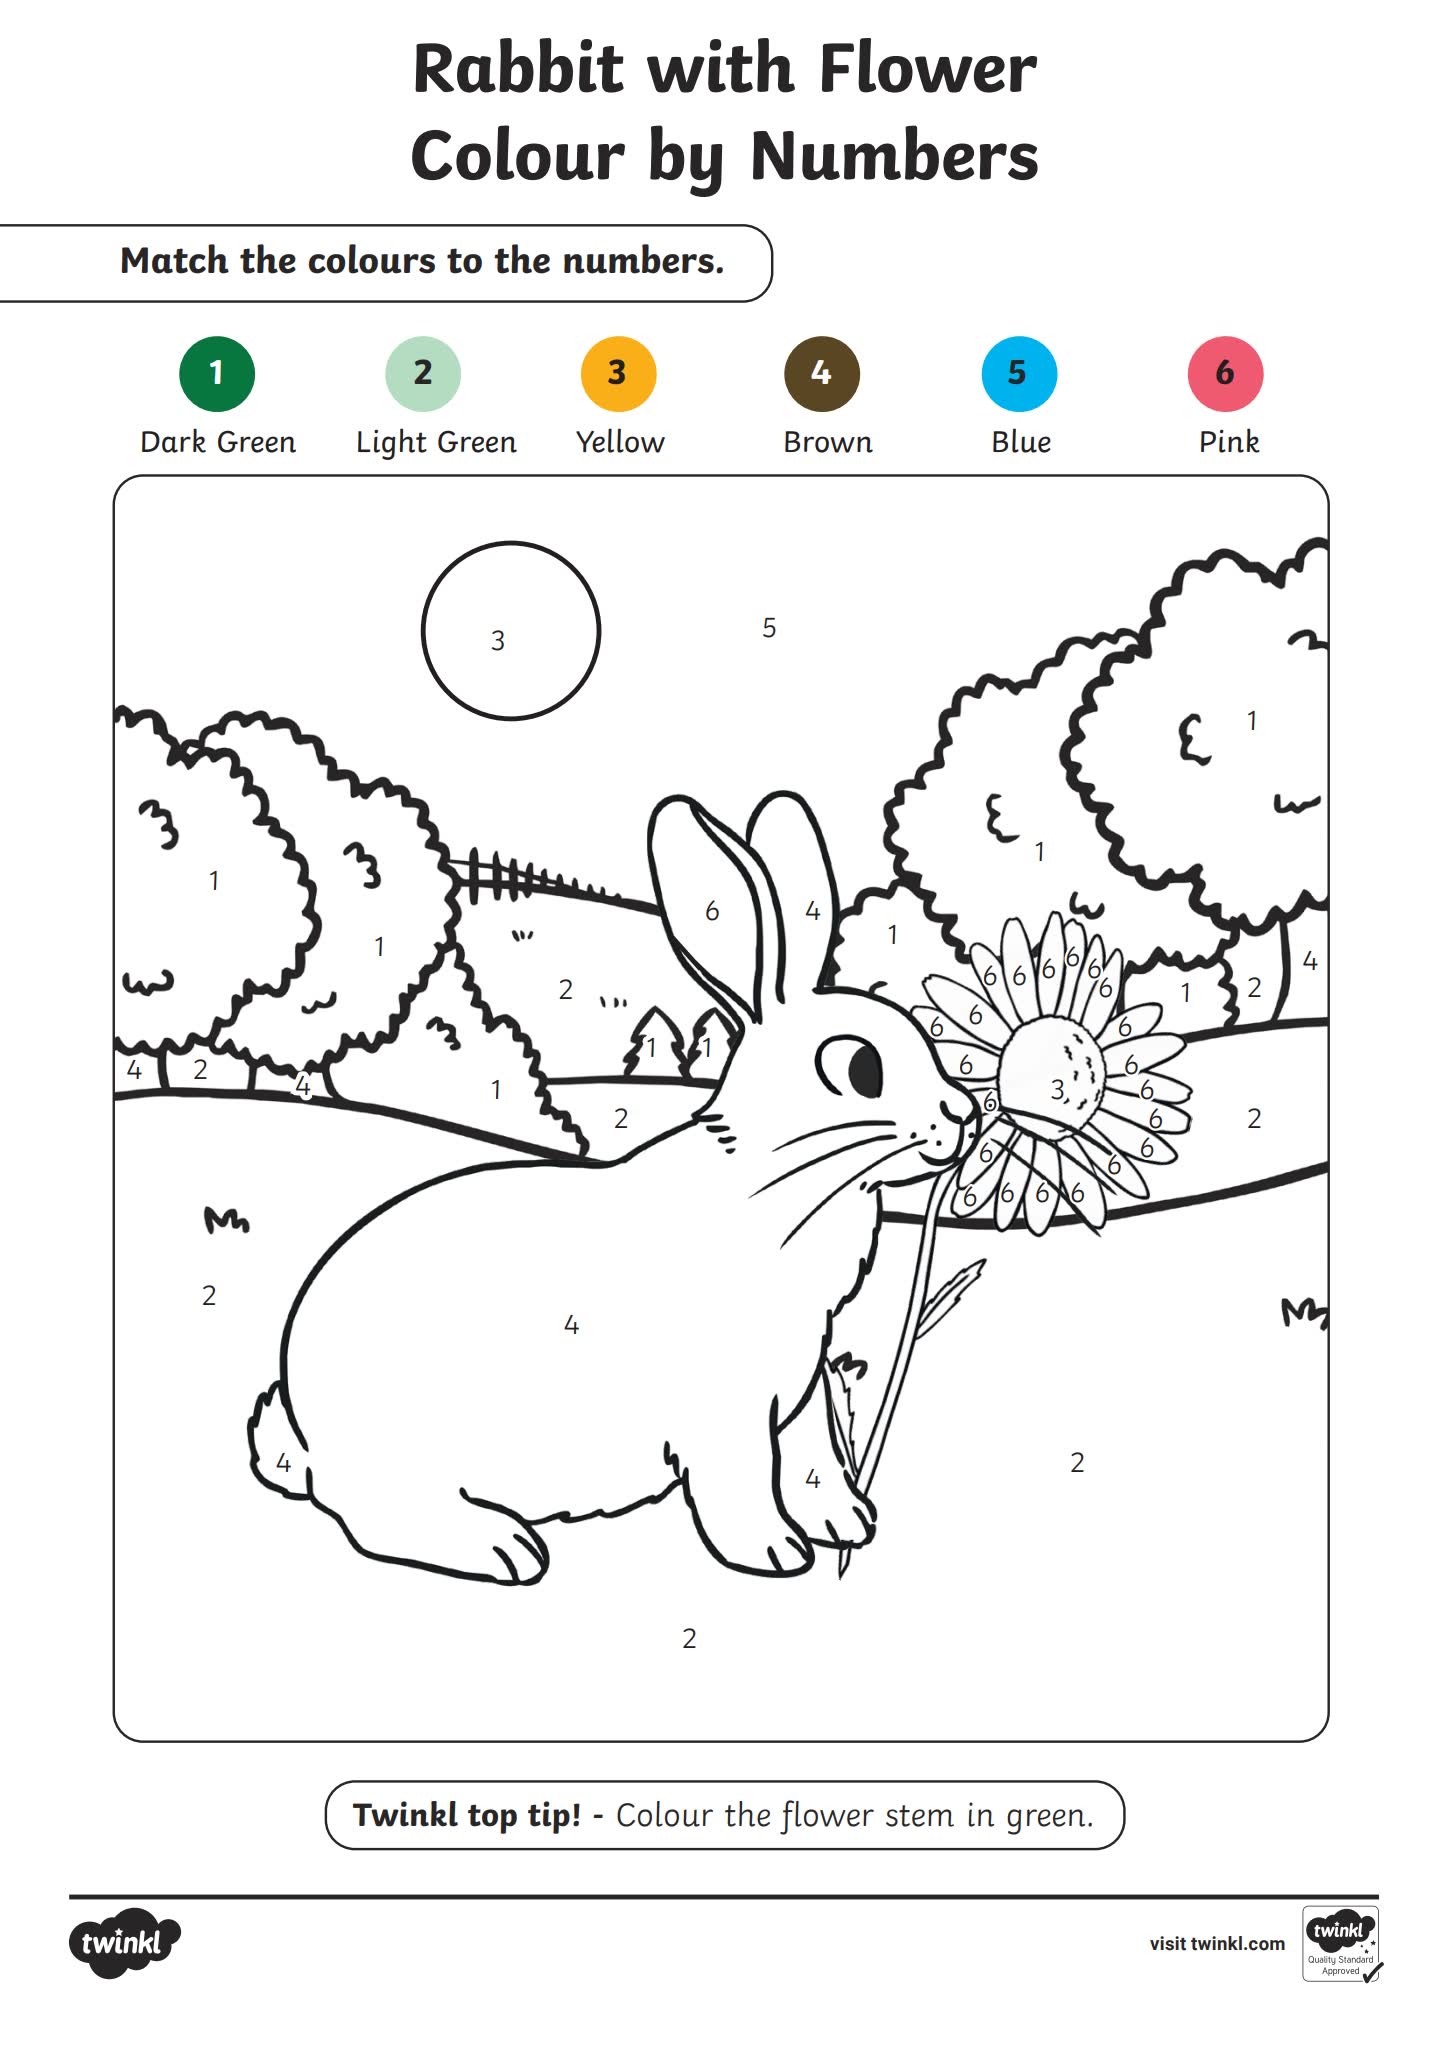 Rabbit with Flower
Colour by Numbers
Match the colours to the numbers.
1 2 3 4 5 6
Dark Green Light Green Yellow Brown Blue Pink
3 5
1
1
1
6 4 1
1
2
6 6 6 6 6 6
1 2 4
6 6 6
1 1
4 2 4
1
6 6
3
6
6
2
6 2
6
6 6
6 6 6 6
2
4
4
4
2
2
Twinkl top tip! - Colour the flower stem in green.
twinkl
visit twinkl.com
twinkl
Quality Standard
Approved